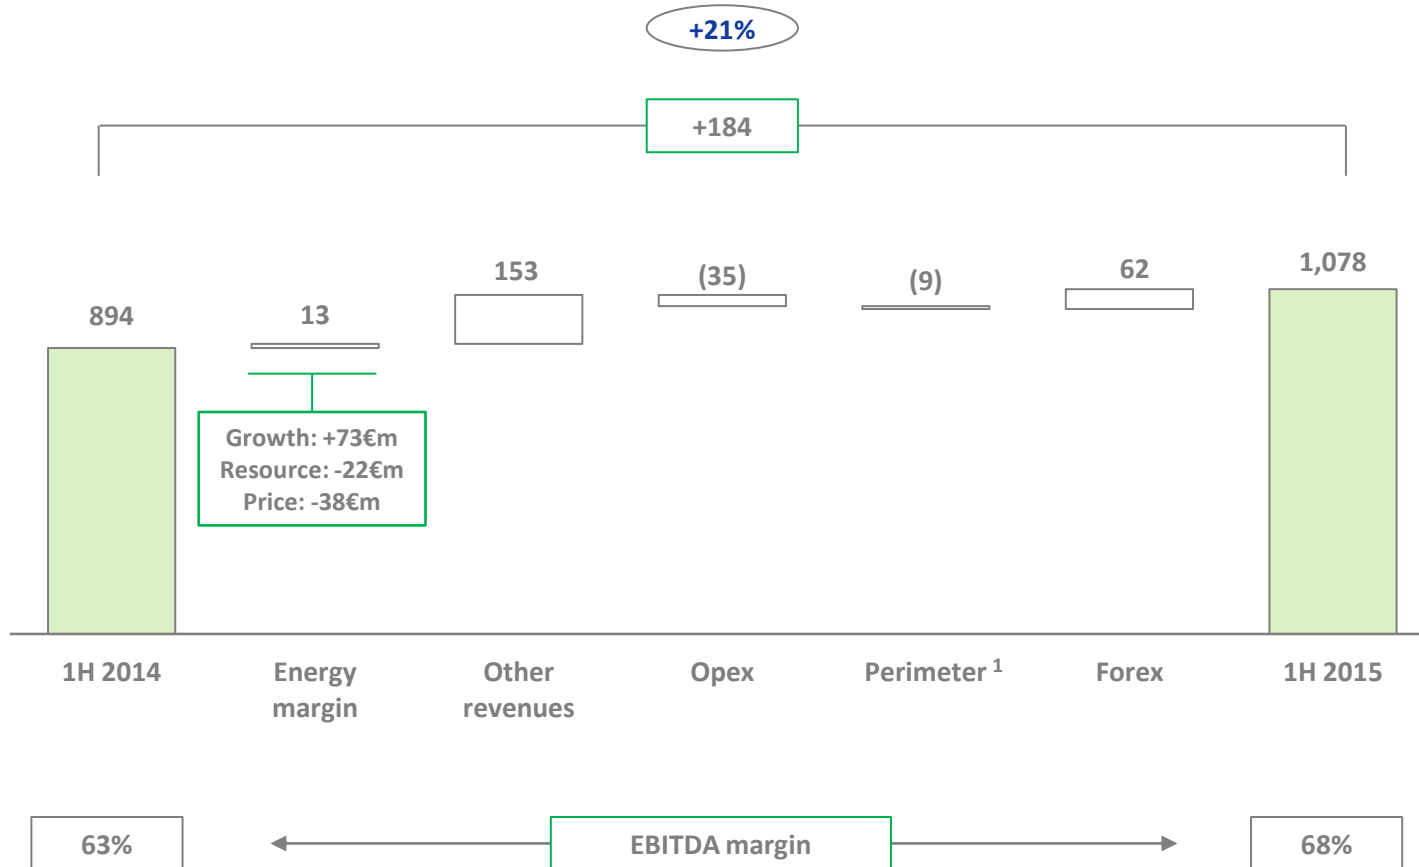 +21%
+184
894
13
153
(35)
(9)
62
1,078
Growth: +73€m
Resource: -22€m
Price: -38€m
1H 2014
Energy
margin
Other
revenues
Opex
Perimeter 1
Forex
1H 2015
63%
EBITDA margin
68%